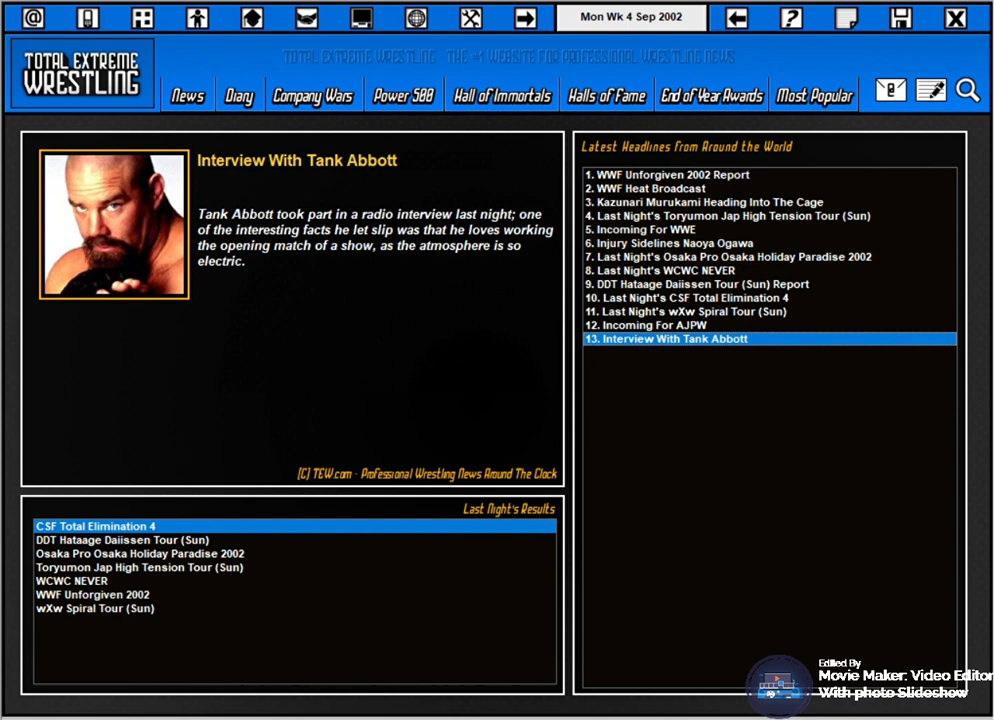 Mon Wk 4 Sep 2002
TOTAL EXTREME
WRESTLING
TOTAL EXTREME WRESTLING THE #1 WEBSITE FOR PROFESSIONAL WRESTLING NEWS
News
Diary
Company Wars
Power 500
Hall of Immortals
Halls of Fame
End of Year Awards
Most Popular
Interview With Tank Abbott
Tank Abbott took part in a radio interview last night; one
of the interesting facts he let slip was that he loves working
the opening match of a show, as the atmosphere is so
electric.
(C) TEW.com - Professional Wrestling News Around The Clock
Last Night's Results
CSF Total Elimination 4
DDT Hataage Daiissen Tour (Sun)
Osaka Pro Osaka Holiday Paradise 2002
Toryumon Jap High Tension Tour (Sun)
WCWC NEVER
WWF Unforgiven 2002
wXw Spiral Tour (Sun)
Latest Headlines From Around the World
1. WWF Unforgiven 2002 Report
2. WWF Heat Broadcast
3. Kazunari Murukami Heading Into The Cage
4. Last Night's Toryumon Jap High Tension Tour (Sun)
5. Incoming For WWE
6. Injury Sidelines Naoya Ogawa
7. Last Night's Osaka Pro Osaka Holiday Paradise 2002
8. Last Night's WCWC NEVER
9. DDT Hataage Daiissen Tour (Sun) Report
10. Last Night's CSF Total Elimination 4
11. Last Night's wXw Spiral Tour (Sun)
12. Incoming For AJPW
13. Interview With Tank Abbott
Edited By
Movie Maker: Video Editor
With photo Slideshow